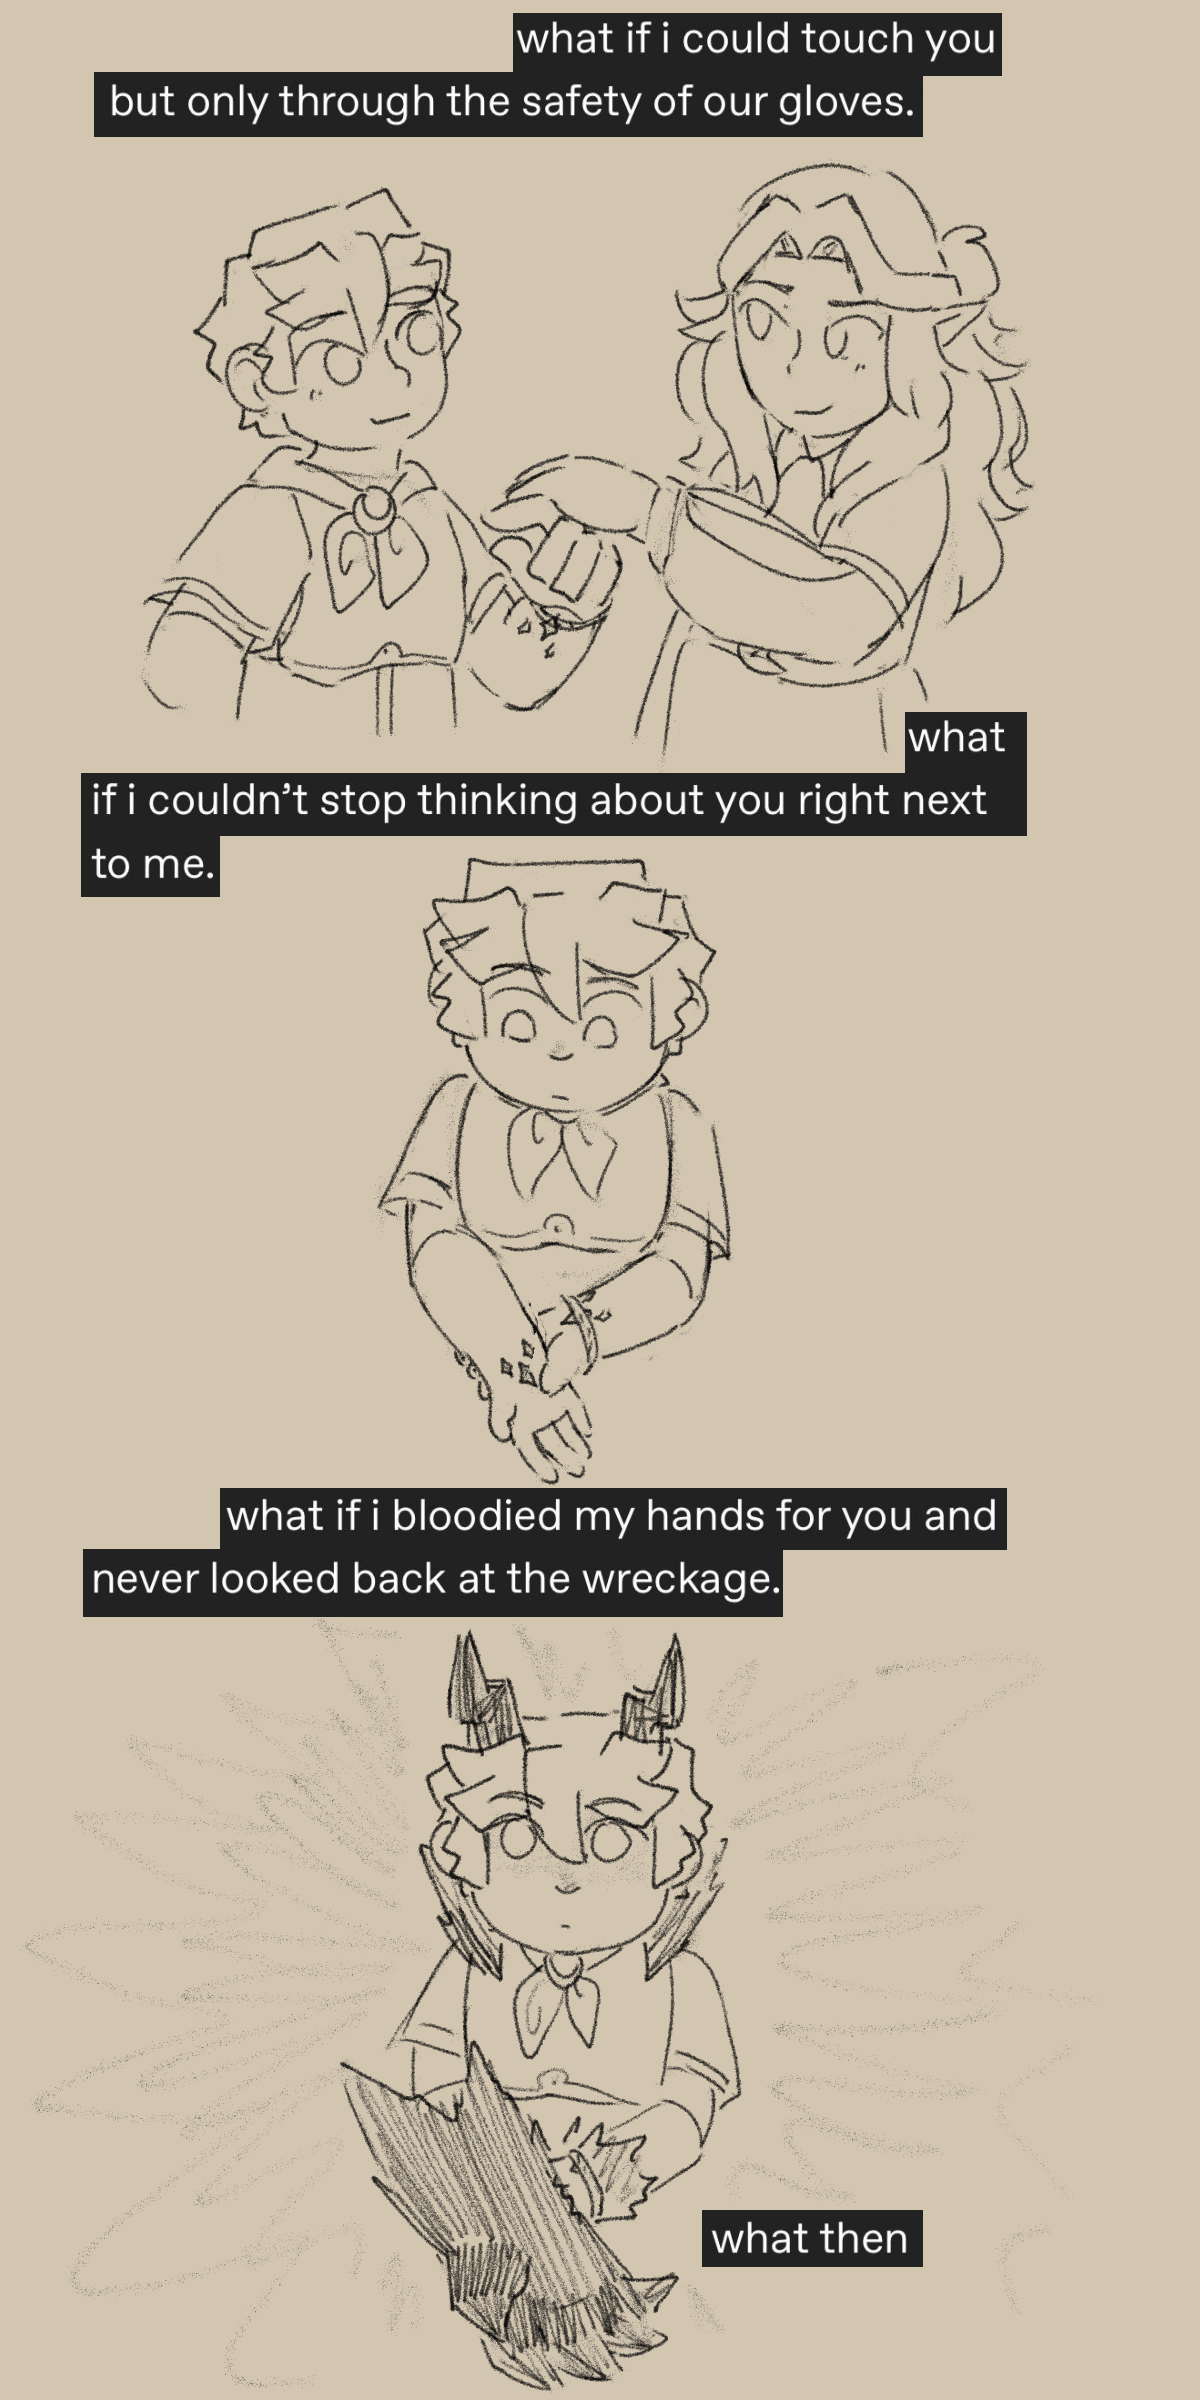 what if i could touch you
but only through the safety of our gloves.
what
if i couldn’t stop thinking about you right next
to me.
what if i bloodied my hands for you and
never looked back at the wreckage.
what then